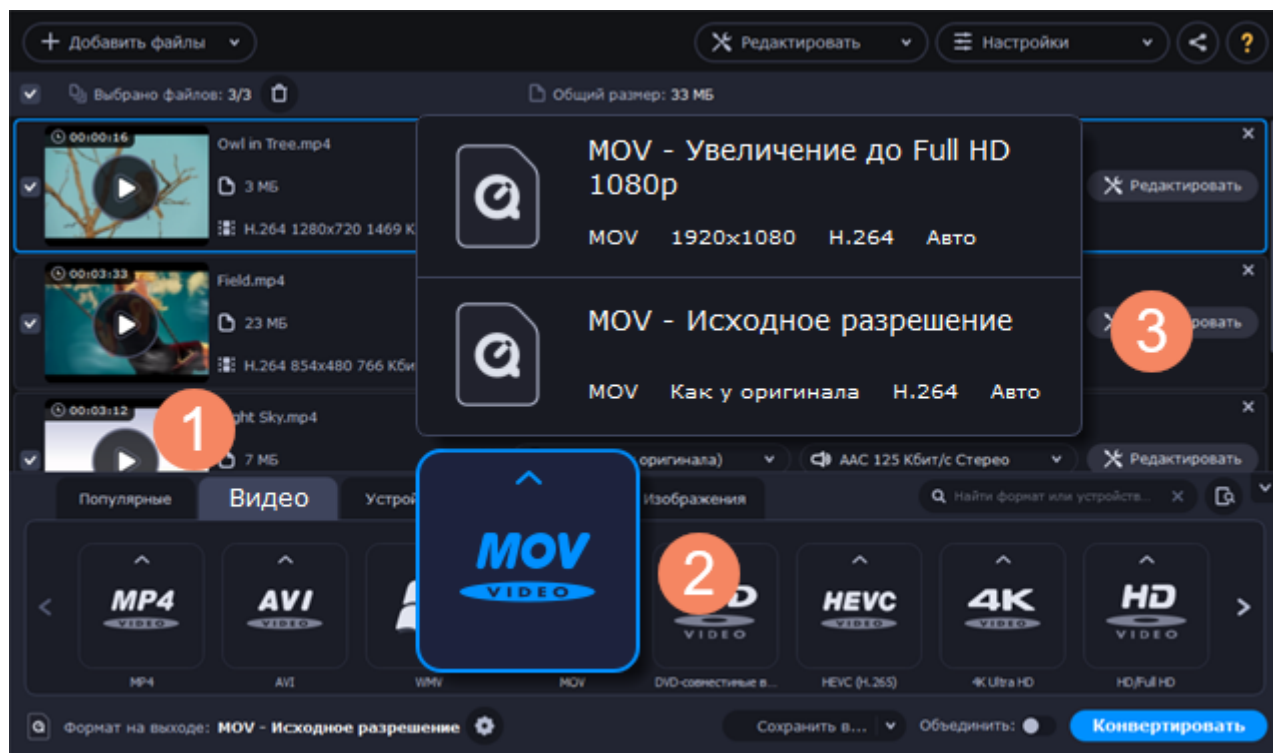 Добавить файлы
Редактировать
Настройки
?
Выбрано файлов: 3/3
Общий размер: 33 МБ
00:00:16
Owl in Tree.mp4
3 МБ
H.264 1280x720 1469 К
MOV - Увеличение до Full HD
1080p
MOV 1920x1080 H.264 Авто
Редактировать
00:03:33
Field.mp4
23 МБ
H.264 854x480 766 Кби
MOV - Исходное разрешение
MOV Как у оригинала H.264 Авто
3
00:03:12
1
ght Sky.mp4
7 МБ
оригинала)
AAC 125 Кбит/с Стерео
Редактировать
Популярные
Видео
Устрой
Изображения
Найти формат или устройств...
MP4
VIDEO
AVI
VIDEO
MOV
VIDEO
2
D
VIDEO
HEVC
VIDEO
4K
VIDEO
HD
VIDEO
MP4
AVI
WMV
MOV
DVD-совместимые в...
HEVC (H.265)
4K Ultra HD
HD/Full HD
Формат на выходе: MOV - Исходное разрешение
Сохранить в...
Объединить:
Конвертировать